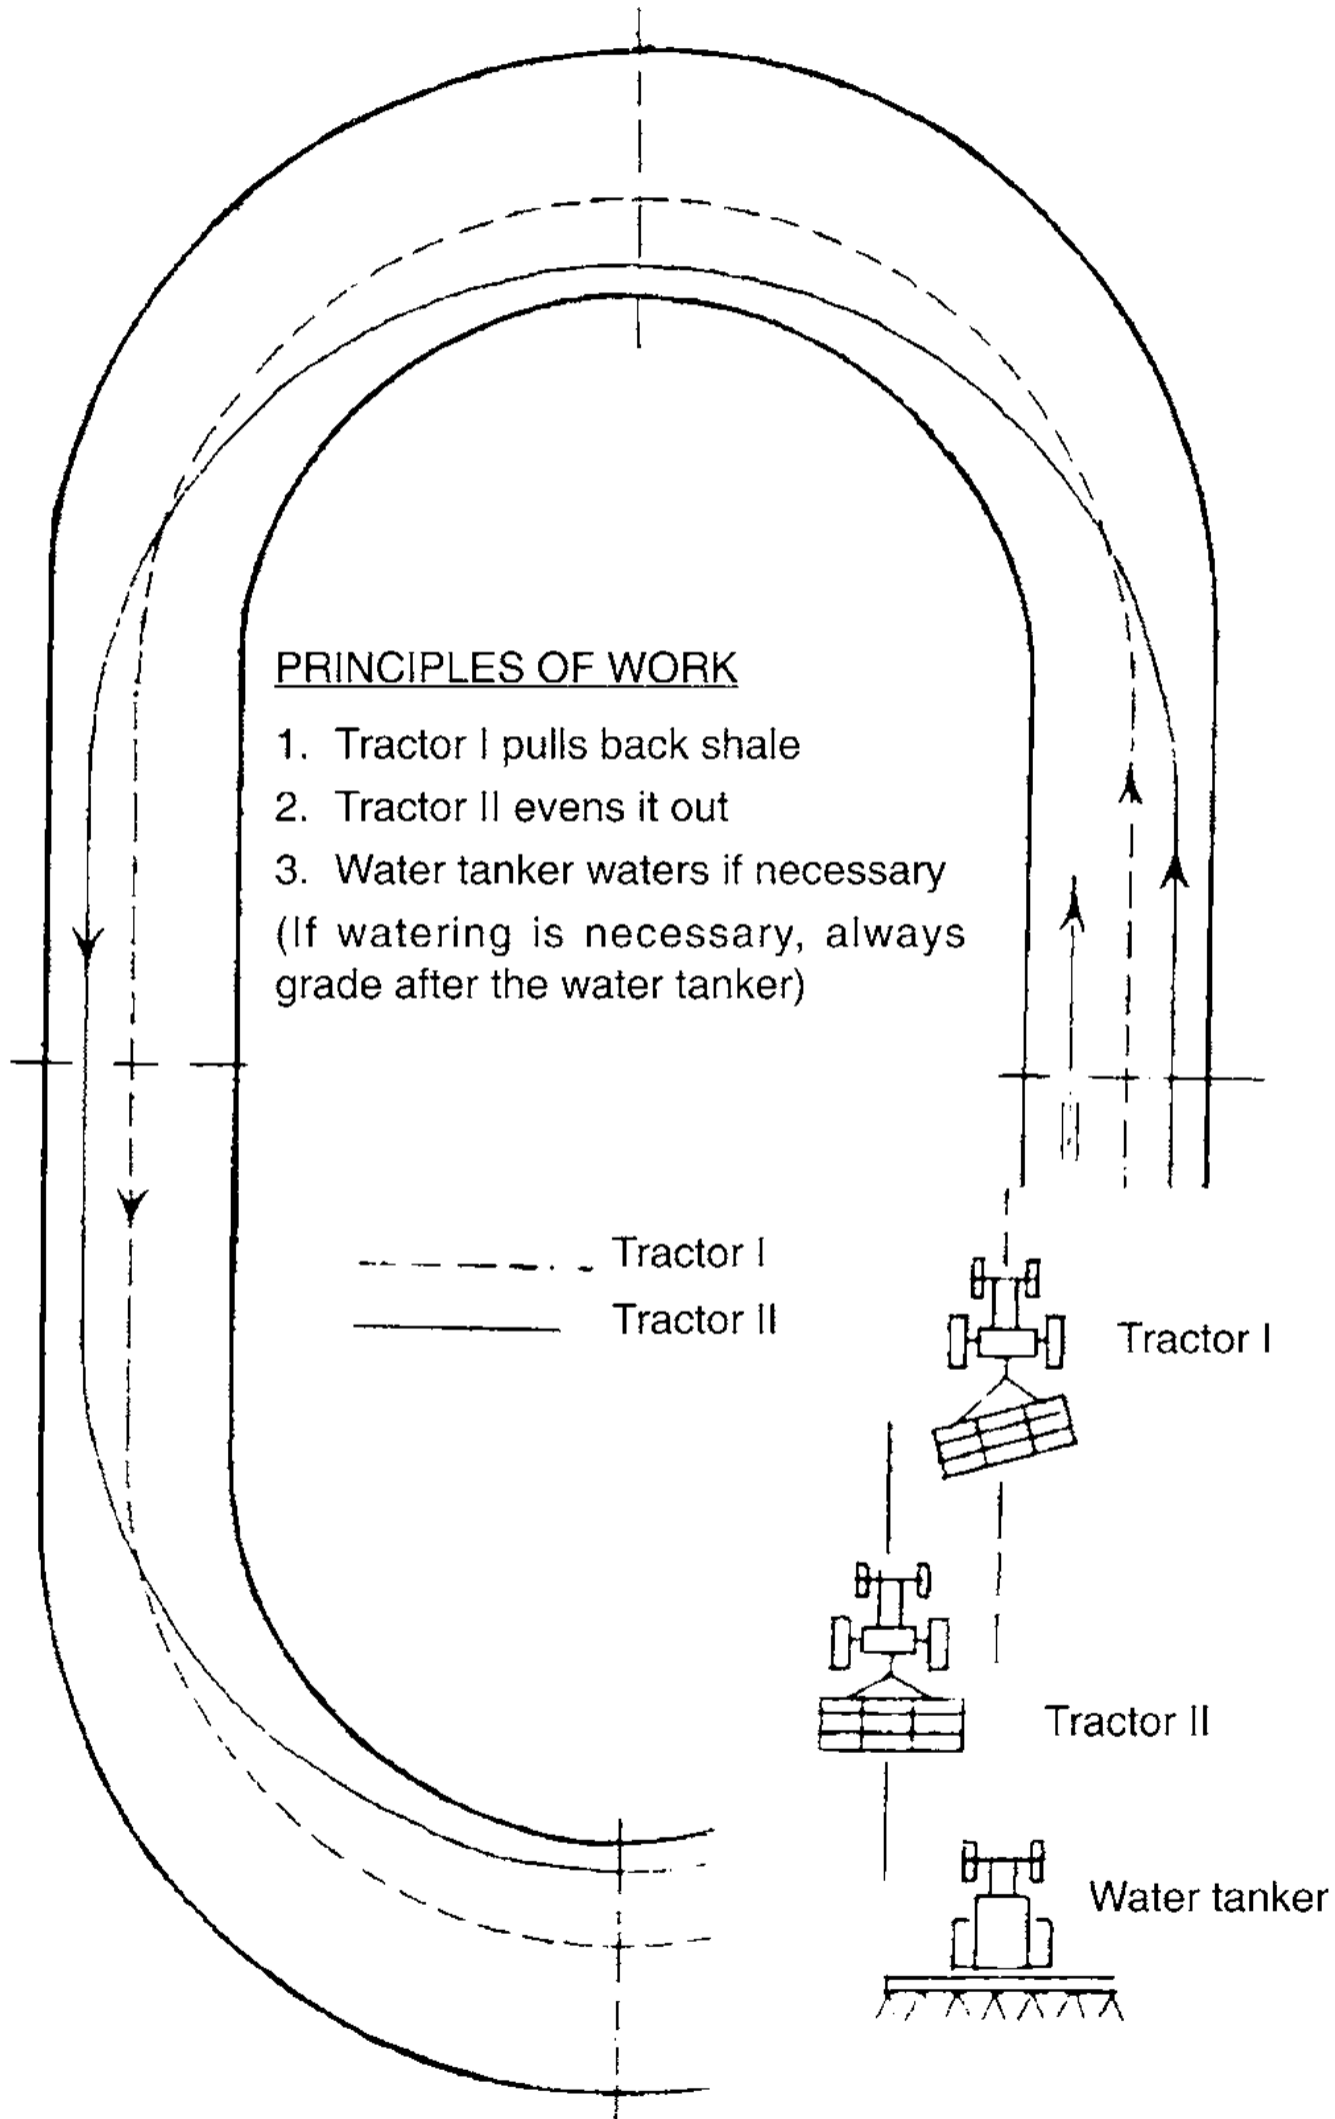 PRINCIPLES OF WORK
1. Tractor I pulls back shale
2. Tractor II evens it out
3. Water tanker waters if necessary
(If watering is necessary, always
grade after the water tanker)
Tractor I
Tractor II
Tractor I
Tractor II
Water tanker